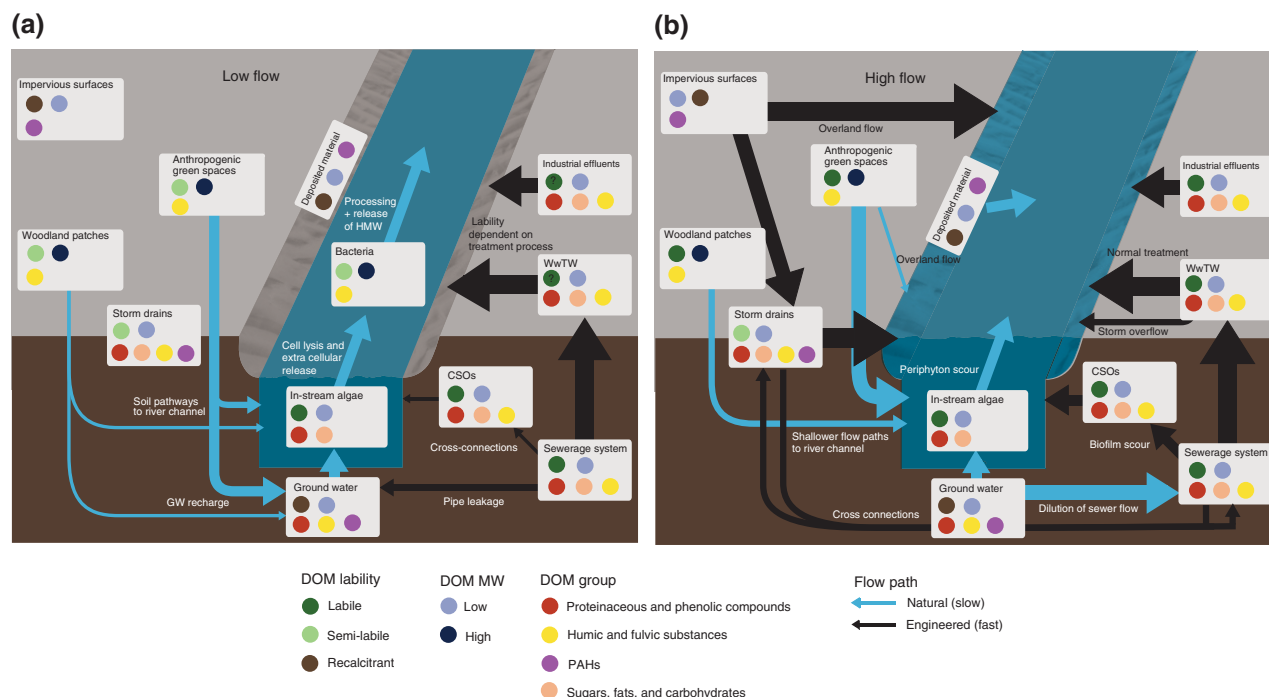 (a)
Low flow
Impervious surfaces
Anthropogenic
green spaces
Woodland patches
Storm drains
Deposited material
Processing
+ release
of HMW
Bacteria
Industrial effluents
?
Lability
dependent on
treatment process
WwTW
?
Cell lysis and
extra cellular
release
In-stream algae
CSOs
Soil pathways
to river channel
Cross-connections
Sewerage system
Ground water
GW recharge
Pipe leakage
(b)
High flow
Impervious surfaces
Overland flow
Anthropogenic
green spaces
Deposited material
Industrial effluents
Woodland patches
Overland flow
Normal treatment
WwTW
Storm drains
Storm overflow
Periphyton scour
CSOs
In-stream algae
Shallower flow paths
to river channel
Biofilm scour
Sewerage system
Ground water
Cross connections
Dilution of sewer flow
DOM lability
Labile
Semi-labile
Recalcitrant
DOM MW
Low
High
DOM group
Proteinaceous and phenolic compounds
Humic and fulvic substances
PAHs
Sugars, fats, and carbohydrates
Flow path
Natural (slow)
Engineered (fast)